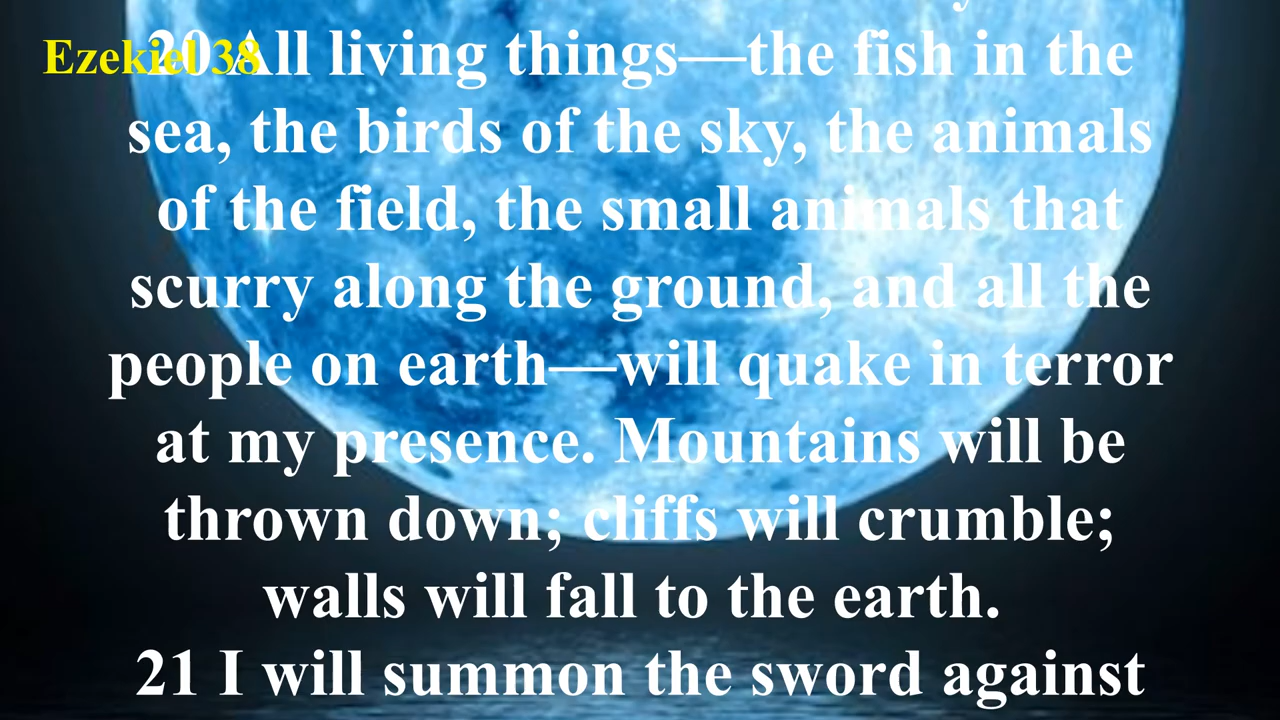 Ezekiel 38
20 All living things—the fish in the
sea, the birds of the sky, the animals
of the field, the small animals that
scurry along the ground, and all the
people on earth—will quake in terror
at my presence. Mountains will be
thrown down; cliffs will crumble;
walls will fall to the earth.
21 I will summon the sword against